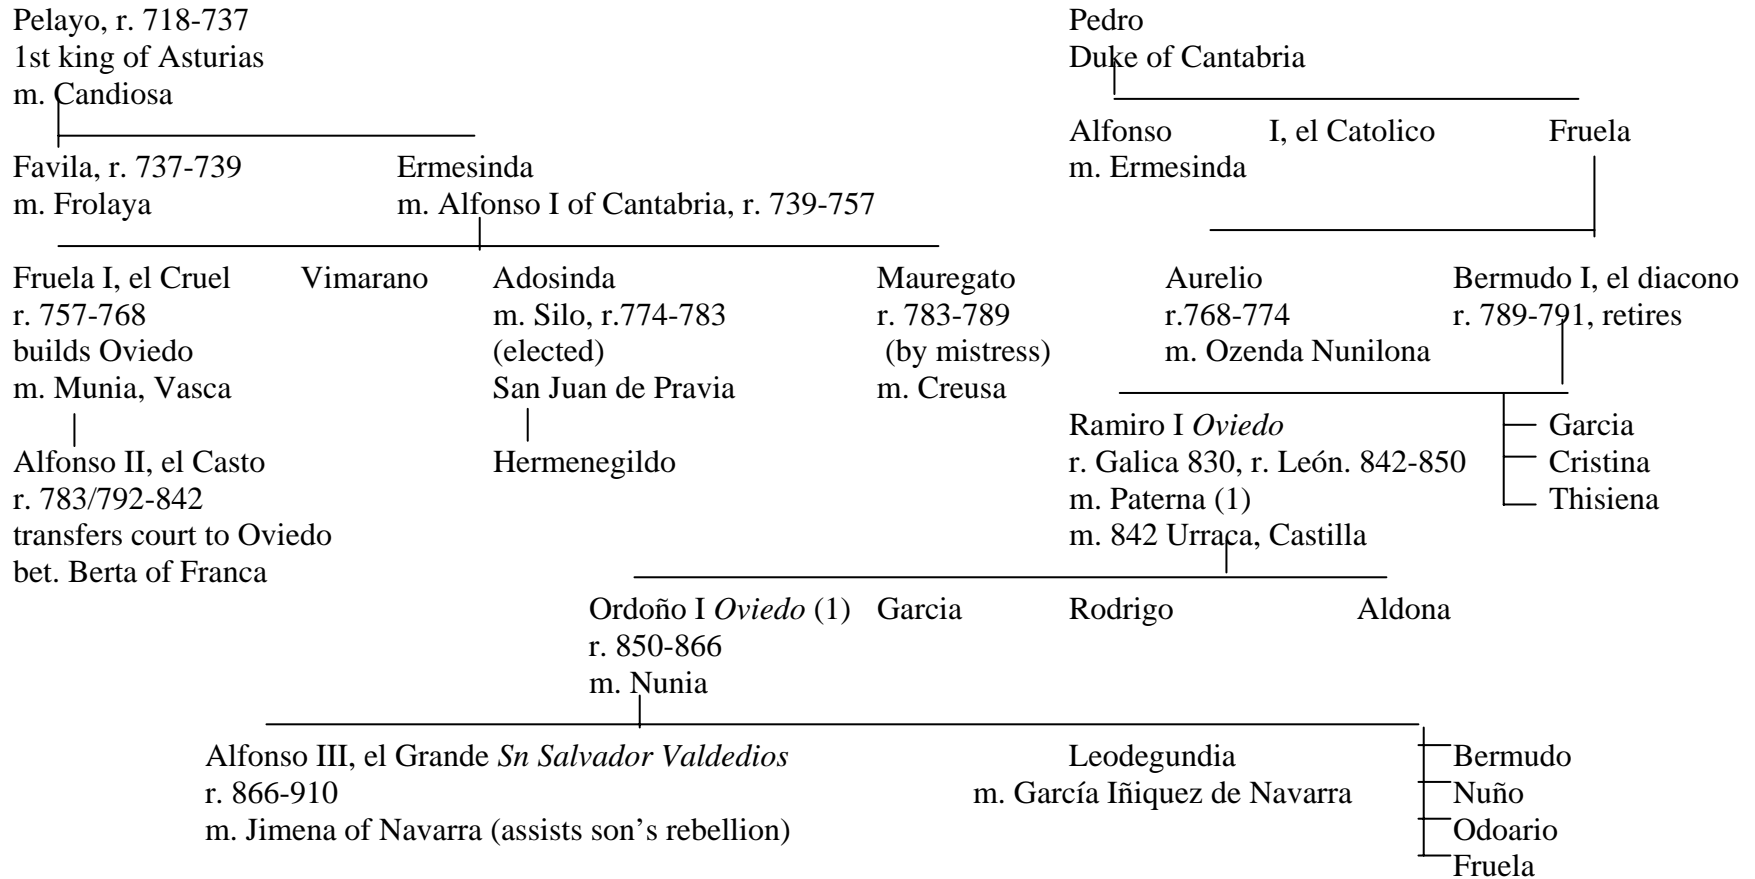 Pelayo, r. 718-737
1st king of Asturias
m. Candiosa
Pedro
Duke of Cantabria
Favila, r. 737-739
m. Frolaya
Ermesinda
m. Alfonso I of Cantabria, r. 739-757
Alfonso I, el Catolico
m. Ermesinda
Fruela
Fruela I, el Cruel
r. 757-768
builds Oviedo
m. Munia, Vasca
Vimarano
Adosinda
m. Silo, r.774-783
(elected)
San Juan de Pravia
Mauregato
r. 783-789
(by mistress)
m. Creusa
Aurelio
r.768-774
m. Ozenda Nunilona
Bermudo I, el diacono
r. 789-791, retires
Alfonso II, el Casto
r. 783/792-842
transfers court to Oviedo
bet. Berta of Franca
Hermenegildo
Ramiro I Oviedo
r. Galica 830, r. León. 842-850
m. Paterna (1)
m. 842 Urraca, Castilla
Garcia
Cristina
Thisiena
Ordoño I Oviedo (1)
r. 850-866
m. Nunia
Garcia
Rodrigo
Aldona
Alfonso III, el Grande Sn Salvador Valdedios
r. 866-910
m. Jimena of Navarra (assists son’s rebellion)
Leodegundia
m. García Iñiquez de Navarra
Bermudo
Nuño
Odoario
Fruela